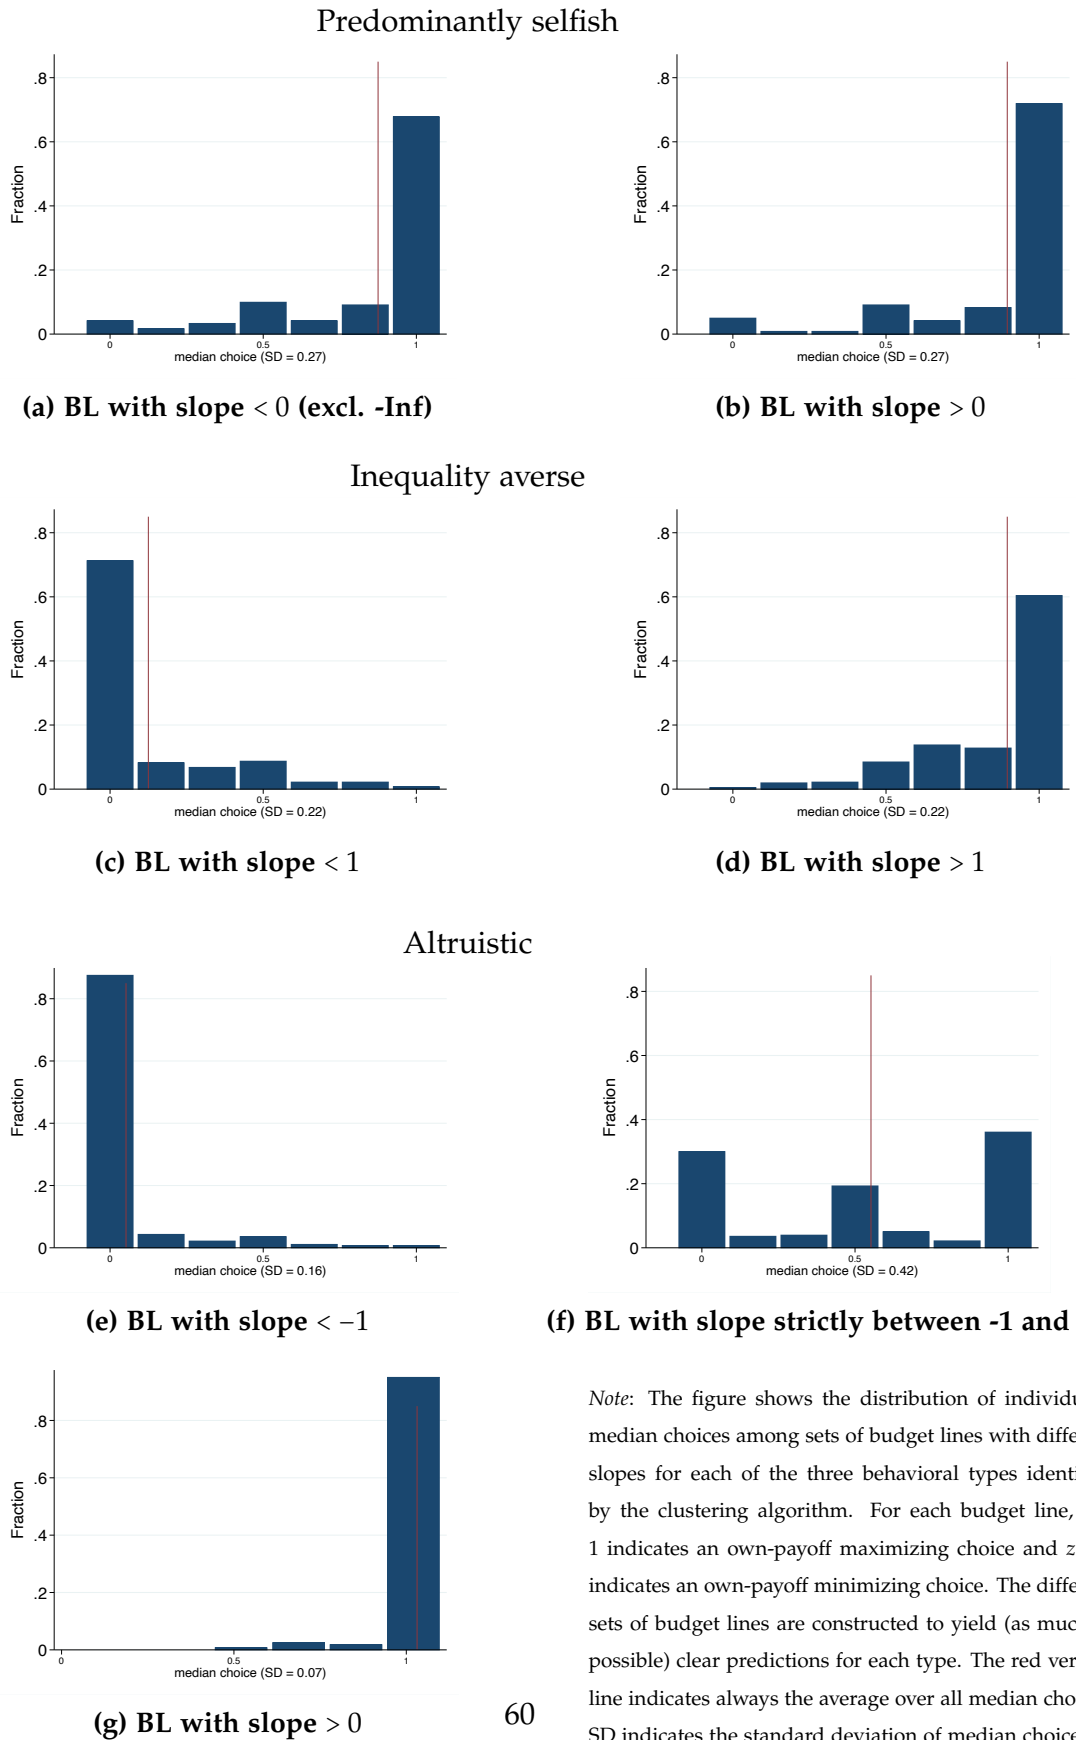 Predominantly selfish
Fraction
.8
.6
.4
.2
0
0 0.5 1
median choice (SD = 0.27)
(a) BL with slope < 0 (excl. -Inf)
Fraction
.8
.6
.4
.2
0
0 0.5 1
median choice (SD = 0.27)
(b) BL with slope > 0
Inequality averse
Fraction
.8
.6
.4
.2
0
0 0.5 1
median choice (SD = 0.22)
(c) BL with slope < 1
Fraction
.8
.6
.4
.2
0
0 0.5 1
median choice (SD = 0.22)
(d) BL with slope > 1
Altruistic
Fraction
.8
.6
.4
.2
0
0 0.5 1
median choice (SD = 0.16)
(e) BL with slope < −1
Fraction
.8
.6
.4
.2
0
0 0.5 1
median choice (SD = 0.42)
(f) BL with slope strictly between -1 and
Fraction
.8
.6
.4
.2
0
0 0.5 1
median choice (SD = 0.07)
(g) BL with slope > 0
Note: The figure shows the distribution of individu
median choices among sets of budget lines with differ
slopes for each of the three behavioral types identi
by the clustering algorithm. For each budget line,
1 indicates an own-payoff maximizing choice and z
indicates an own-payoff minimizing choice. The differ
sets of budget lines are constructed to yield (as much
possible) clear predictions for each type. The red ver
line indicates always the average over all median cho
SD indicates the standard deviation of median choice
60